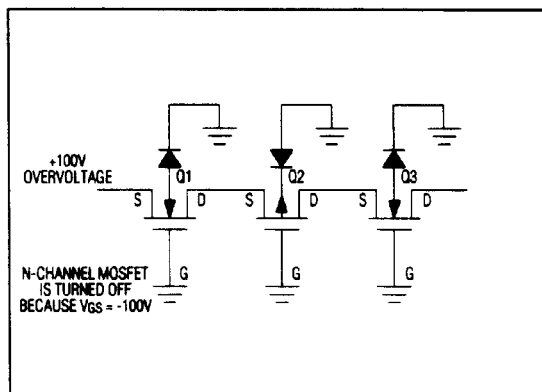 +100V
OVERVOLTAGE
Q1
Q2
Q3
S
D
S
D
S
D
G
G
G
N-CHANNEL MOSFET
IS TURNED OFF
BECAUSE VGS = -100V